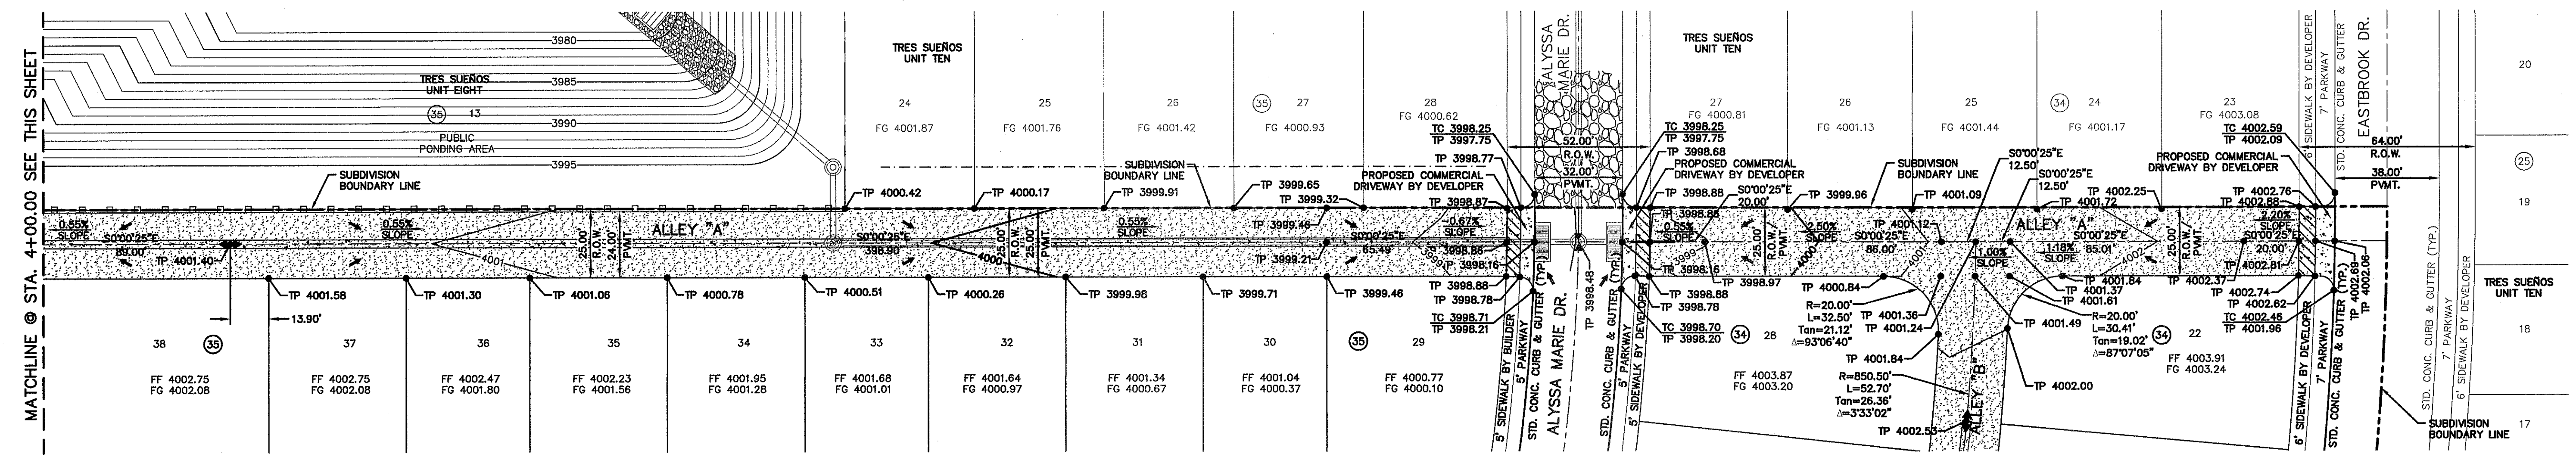 MATCHLINE @ STA. 4+00.00 SEE THIS SHEET
3980
3985
3990
3995
TRES SUEÑOS
UNIT EIGHT
35
13
PUBLIC
PONDING AREA
SUBDIVISION
BOUNDARY LINE
TRES SUEÑOS
UNIT TEN
24
FG 4001.87
25
FG 4001.76
26
FG 4001.42
35
27
FG 4000.93
28
FG 4000.62
SUBDIVISION
BOUNDARY LINE
TP 4000.42
TP 4000.17
TP 3999.91
TP 3999.65
TP 3999.32
TP 3999.46
TP 3999.21
TC 3998.25
TP 3997.75
TP 3998.77
PROPOSED COMMERCIAL
DRIVEWAY BY DEVELOPER
TP 3998.87
0.55%
SLOPE
S0°00'25"E
89.00'
TP 4001.40
0.55%
SLOPE
4001
25.00'
R.O.W.
24.00'
PVMT.
ALLEY "A"
S0°00'25"E
398.90'
4000
25.00'
R.O.W.
25.00'
PVMT.
0.55%
SLOPE
-0.67%
SLOPE
S0°00'25"E
65.49'
TP 3998.88
TP 3998.16
TP 3998.88
TP 3998.78
TC 3998.71
TP 3998.21
13.90'
TP 4001.58
TP 4001.30
TP 4001.06
TP 4000.78
TP 4000.51
TP 4000.26
TP 3999.98
TP 3999.71
TP 3999.46
38
35
FF 4002.75
FG 4002.08
37
FF 4002.75
FG 4002.08
36
FF 4002.47
FG 4001.80
35
FF 4002.23
FG 4001.56
34
FF 4001.95
FG 4001.28
33
FF 4001.68
FG 4001.01
32
FF 4001.64
FG 4000.97
31
FF 4001.34
FG 4000.67
30
FF 4001.04
FG 4000.37
35
29
FF 4000.77
FG 4000.10
5' SIDEWALK BY BUILDER
5' PARKWAY
STD. CONC. CURB & GUTTER (TYP.)
ALYSSA MARIE DR.
ALYSSA
MARIE DR.
52.00'
R.O.W.
32.00'
PVMT.
TP 3998.48
STD. CONC. CURB & GUTTER (TYP.)
5' PARKWAY
5' SIDEWALK BY DEVELOPER
TC 3998.25
TP 3997.75
TP 3998.68
PROPOSED COMMERCIAL
DRIVEWAY BY DEVELOPER
TP 3998.88
S0°00'25"E
20.00'
0.55%
SLOPE
TP 3998.16
TP 3998.97
TP 3998.88
TP 3998.78
TC 3998.70
TP 3998.20
TRES SUEÑOS
UNIT TEN
27
FG 4000.81
26
FG 4001.13
25
FG 4001.44
34
24
FG 4001.17
23
FG 4003.08
TP 3999.96
SUBDIVISION
BOUNDARY LINE
TP 4001.09
S0°00'25"E
12.50'
S0°00'25"E
12.50'
TP 4001.72
TP 4002.25
25.00'
R.O.W./
PVMT.
2.50%
SLOPE
S0°00'25"E
86.00'
TP 4001.12
1.00%
SLOPE
ALLEY "A"
1.18%
SLOPE
S0°00'25"E
85.01'
4002
25.00'
R.O.W./
PVMT.
PROPOSED COMMERCIAL
DRIVEWAY BY DEVELOPER
TC 4002.59
TP 4002.09
TP 4002.76
TP 4002.88
2.20%
SLOPE
S0°00'25"E
20.00'
TP 4002.81
TP 4000.84
R=20.00'
L=32.50'
Tan=21.12'
Δ=93°06'40"
TP 4001.36
TP 4001.24
TP 4001.84
TP 4001.37
TP 4001.61
TP 4001.49
R=20.00'
L=30.41'
Tan=19.02'
Δ=87°07'05"
TP 4002.37
TP 4002.74
TP 4002.62
TC 4002.46
TP 4001.96
34
28
FF 4003.87
FG 4003.20
TP 4001.84
R=850.50'
L=52.70'
Tan=26.36'
Δ=3°33'02"
TP 4002.53
ALLEY "B"
TP 4002.00
34
22
FF 4003.91
FG 4003.24
6' SIDEWALK BY DEVELOPER
7' PARKWAY
STD. CONC. CURB & GUTTER (TYP.)
TP 4002.69
TP 4002.06
6' SIDEWALK BY DEVELOPER
7' PARKWAY
STD. CONC. CURB & GUTTER
EASTBROOK DR.
64.00'
R.O.W.
38.00'
PVMT.
STD. CONC. CURB & GUTTER (TYP.)
7' PARKWAY
6' SIDEWALK BY DEVELOPER
SUBDIVISION
BOUNDARY LINE
20
25
19
TRES SUEÑOS
UNIT TEN
18
17